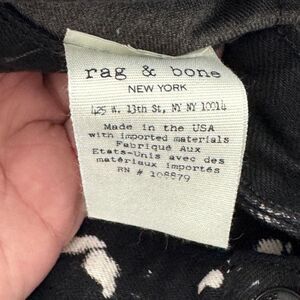 rag & bone
NEW YORK
425 W. 13th St, NY NY 10014
Made in the USA
with imported materials
Fabriqué Aux
Etats-Unis avec des
matériaux importés
RN # 108879